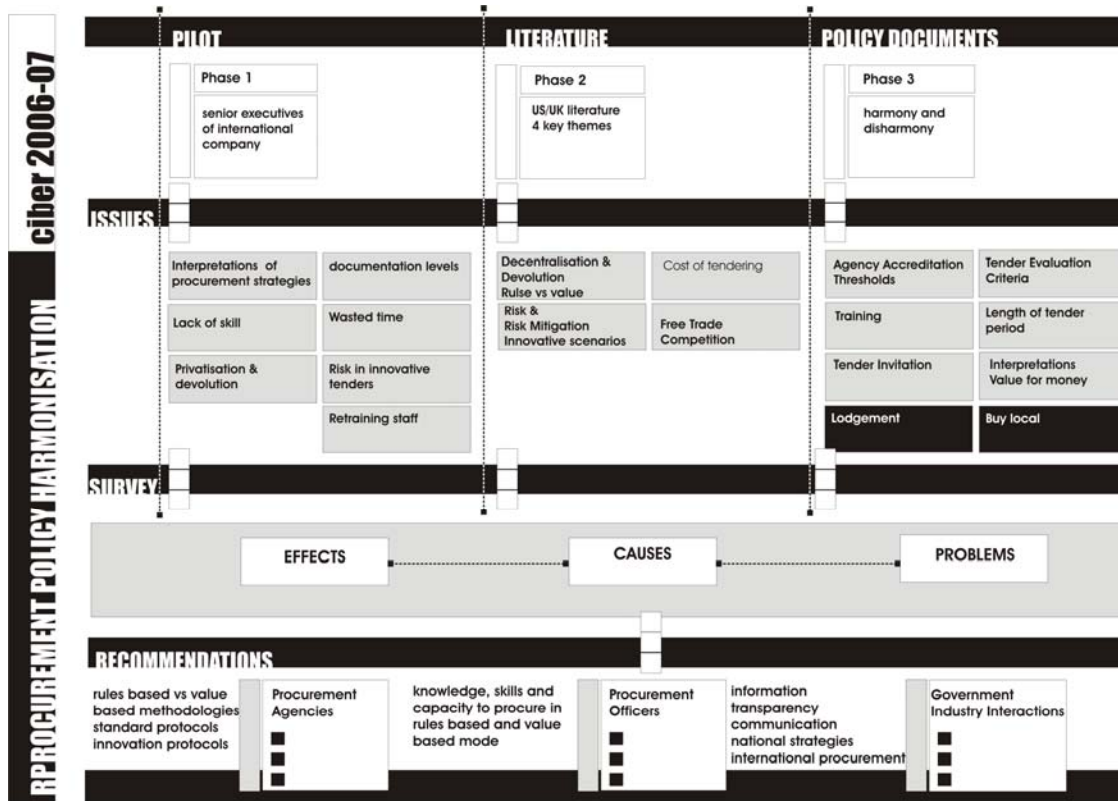 ciber 2006-07
RPROCUREMENT POLICY HARMONISATION
PILOT
LITERATURE
POLICY DOCUMENTS
Phase 1
senior executives
of international
company
Phase 2
US/UK literature
4 key themes
Phase 3
harmony and
disharmony
ISSUES
Interpretations of
procurement strategies
documentation levels
Lack of skill
Wasted time
Privatisation &
devolution
Risk in innovative
tenders
Retraining staff
Decentralisation &
Devolution
Rulse vs value
Cost of tendering
Risk &
Risk Mitigation
Innovative scenarios
Free Trade
Competition
Agency Accreditation
Thresholds
Tender Evaluation
Criteria
Training
Length of tender
period
Tender Invitation
Interpretations
Value for money
Lodgement
Buy local
SURVEY
EFFECTS
CAUSES
PROBLEMS
RECOMMENDATIONS
rules based vs value
based methodologies
standard protocols
innovation protocols
Procurement
Agencies
knowledge, skills and
capacity to procure in
rules based and value
based mode
Procurement
Officers
information
transparency
communication
national strategies
international procurement
Government
Industry Interactions